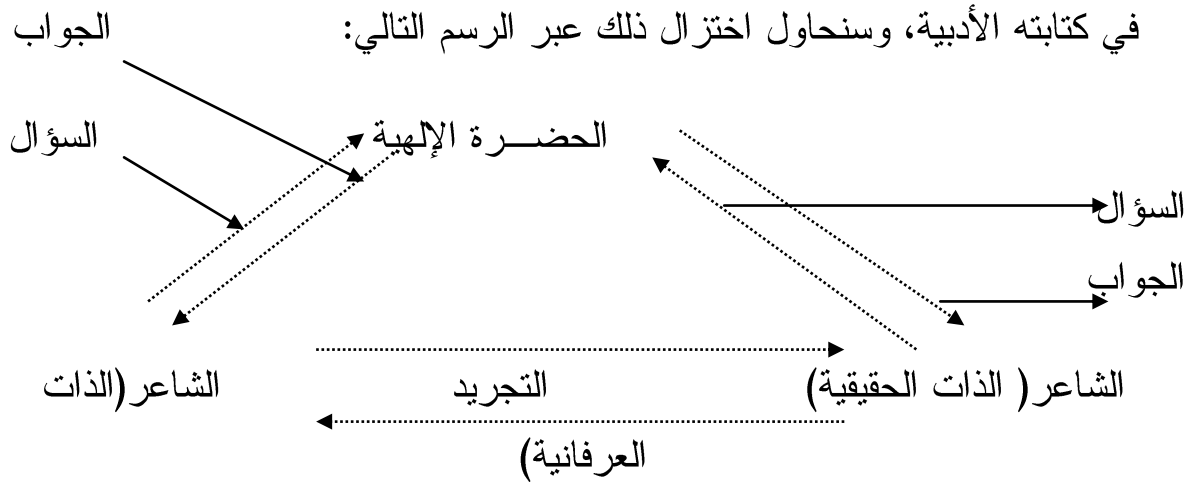 في كتابته الأدبية، وسنحاول اختزال ذلك عبر الرسم التالي:
الجواب
الحضــرة الإلهية
السؤال
السؤال
الجواب
الشاعر( الذات الحقيقية)
التجريد
الشاعر(الذات
العرفانية)